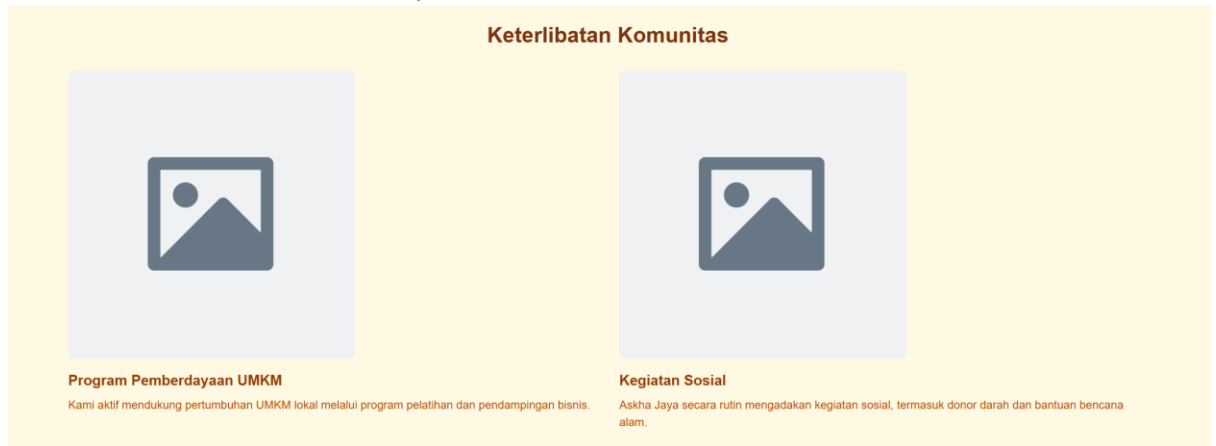 Keterlibatan Komunitas
Program Pemberdayaan UMKM
Kami aktif mendukung pertumbuhan UMKM lokal melalui program pelatihan dan pendampingan bisnis.
Kegiatan Sosial
Askha Jaya secara rutin mengadakan kegiatan sosial, termasuk donor darah dan bantuan bencana
alam.